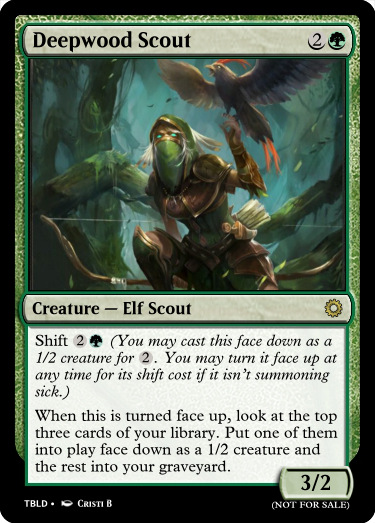 Deepwood Scout 2
Creature — Elf Scout
Shift 2 (You may cast this face down as a
1/2 creature for 2. You may turn it face up at
any time for its shift cost if it isn't summoning
sick.)
When this is turned face up, look at the top
three cards of your library. Put one of them
into play face down as a 1/2 creature and
the rest into your graveyard.
3/2
TBLD • Cristi B
(NOT FOR SALE)